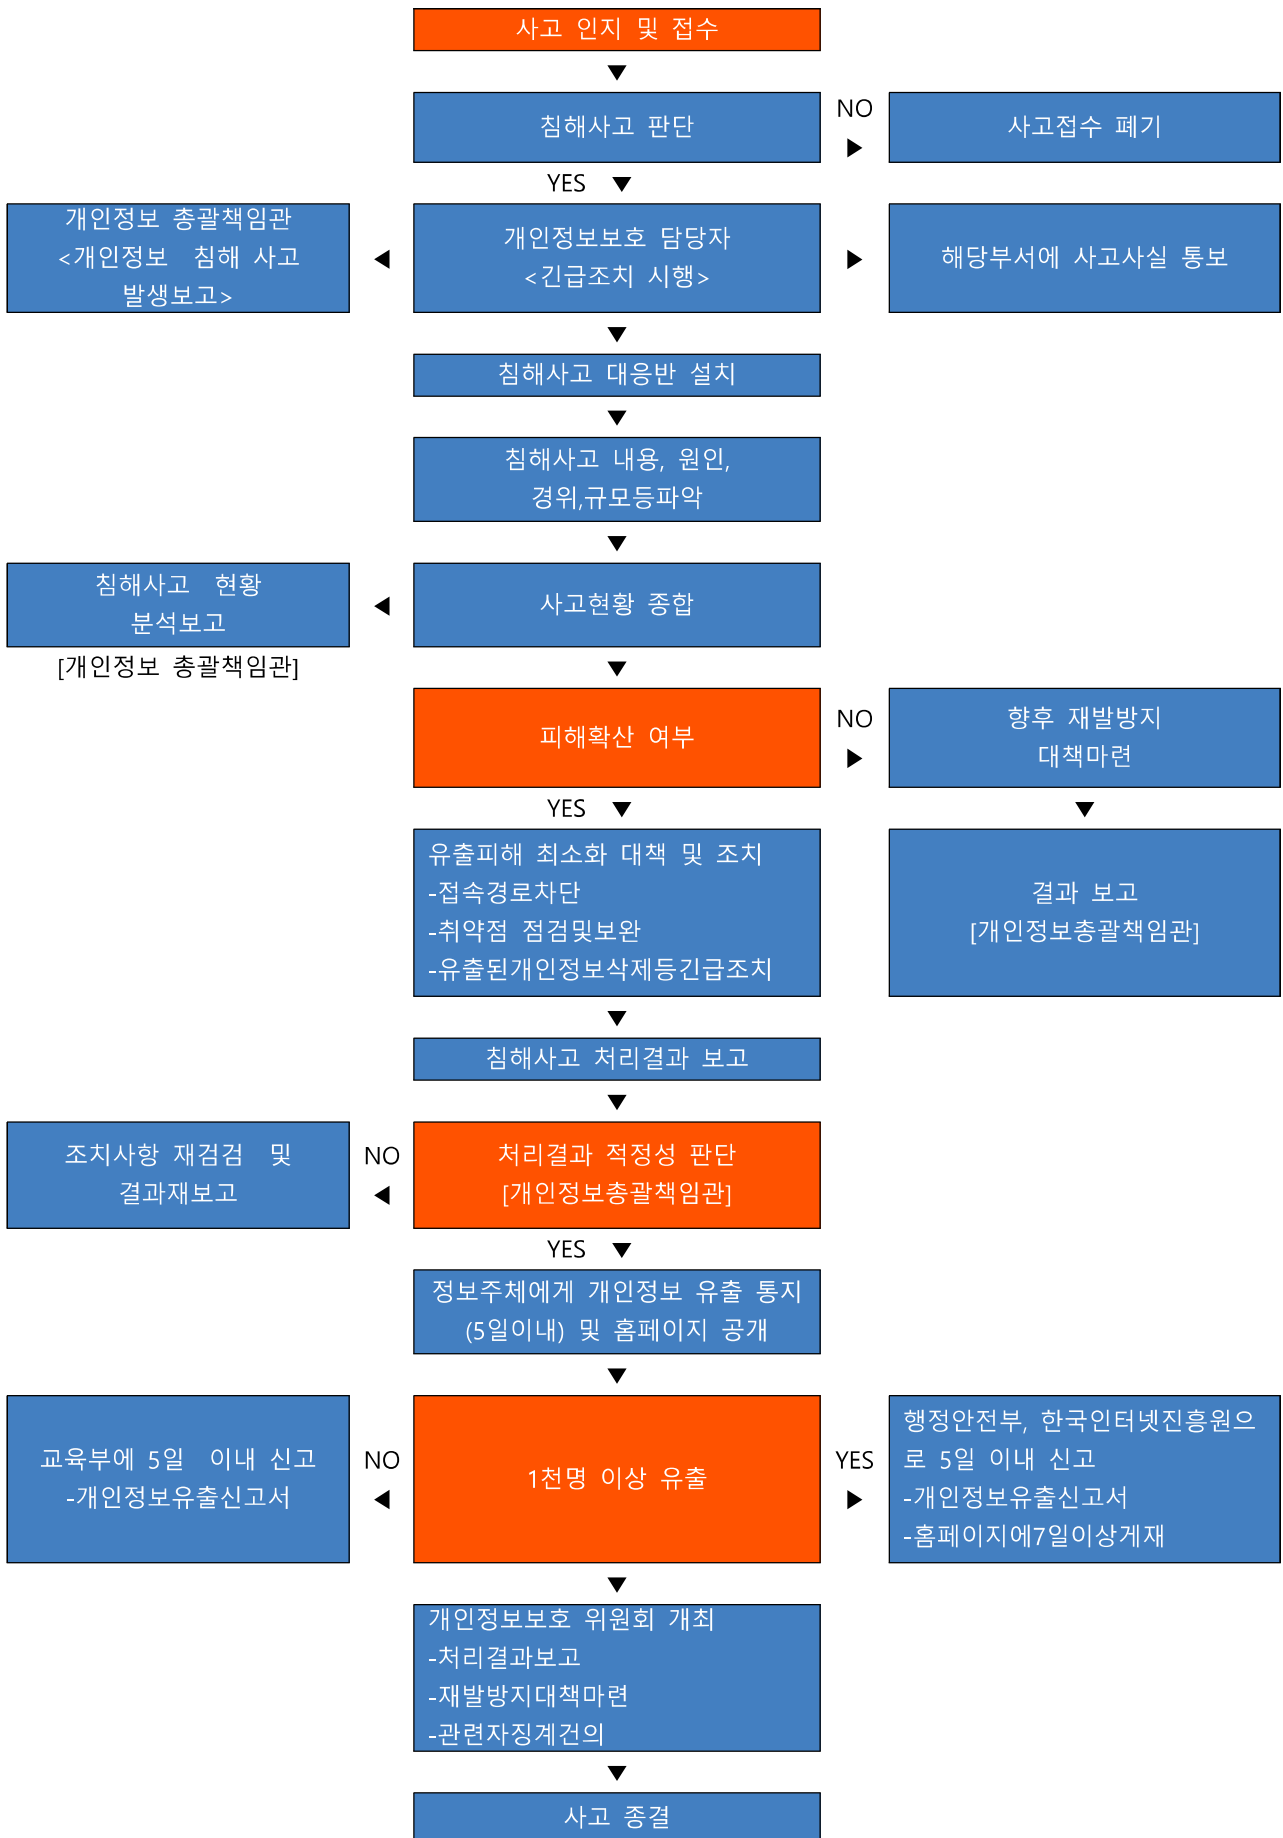 사고 인지 및 접수
침해사고 판단
NO
사고접수 폐기
YES
개인정보 총괄책임관
<개인정보 침해 사고
발생보고>
개인정보보호 담당자
<긴급조치 시행>
해당부서에 사고사실 통보
침해사고 대응반 설치
침해사고 내용, 원인,
경위,규모등파악
침해사고 현황
분석보고
[개인정보 총괄책임관]
사고현황 종합
피해확산 여부
NO
향후 재발방지
대책마련
YES
유출피해 최소화 대책 및 조치
-접속경로차단
-취약점 점검및보완
-유출된개인정보삭제등긴급조치
결과 보고
[개인정보총괄책임관]
침해사고 처리결과 보고
조치사항 재검검 및
결과재보고
NO
처리결과 적정성 판단
[개인정보총괄책임관]
YES
정보주체에게 개인정보 유출 통지
(5일이내) 및 홈페이지 공개
교육부에 5일 이내 신고
-개인정보유출신고서
NO
1천명 이상 유출
YES
행정안전부, 한국인터넷진흥원으
로 5일 이내 신고
-개인정보유출신고서
-홈페이지에7일이상게재
개인정보보호 위원회 개최
-처리결과보고
-재발방지대책마련
-관련자징계건의
사고 종결